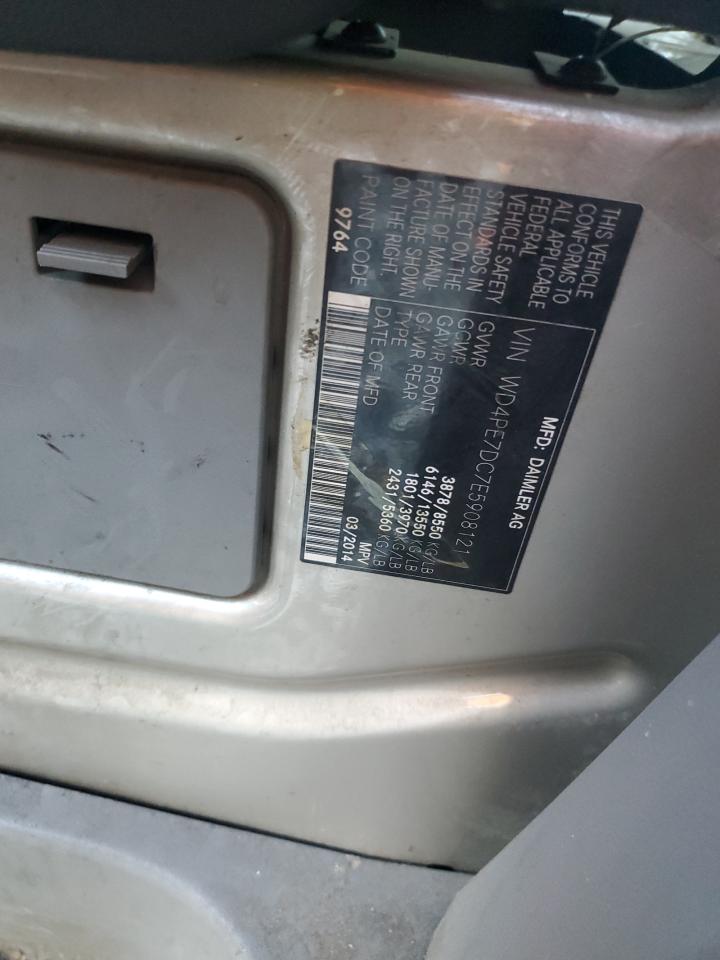 MFD: DAIMLER AG
VIN WD4PE7DC7E5908121
THIS VEHICLE
CONFORMS TO
ALL APPLICABLE
FEDERAL
VEHICLE SAFETY
STANDARDS IN
EFFECT ON THE
DATE OF MANU-
FACTURE SHOWN
ON THE RIGHT.
GVWR 3878/8550 KG/LB
GCWR 6146/13550 KG/LB
GAWR FRONT 1801/3970 KG/LB
GAWR REAR 2431/5360 KG/LB
TYPE MPV
DATE OF MFD 03/2014
PAINT CODE
9764